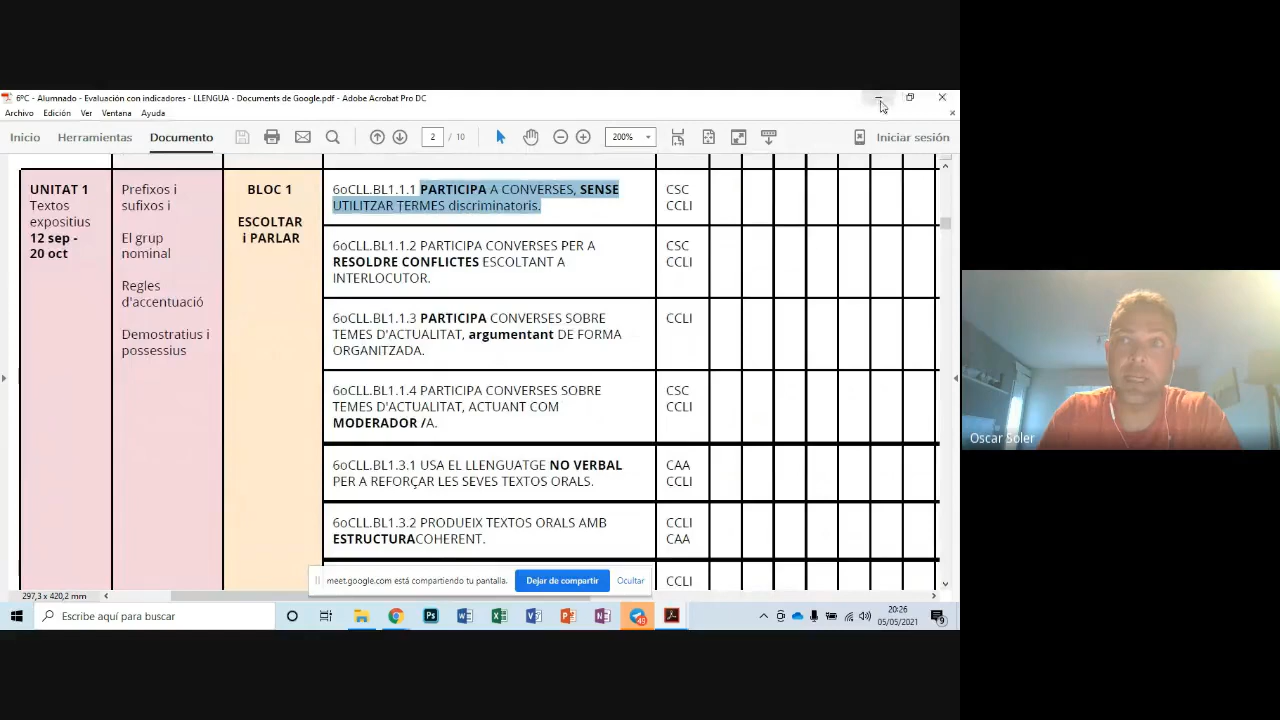 6ºC - Alumnado - Evaluación con indicadores - LLENGUA - Documents de Google.pdf - Adobe Acrobat Pro DC
Archivo Edición Ver Ventana Ayuda
Inicio Herramientas Documento 2 / 10 200% Iniciar sesión
UNITAT 1
Textos
expositius
12 sep -
20 oct
Prefixos i
sufixos i
El grup
nominal
Regles
d'accentuació
Demostratius i
possessius
BLOC 1
ESCOLTAR
i PARLAR
6oCLL.BL1.1.1 PARTICIPA A CONVERSES, SENSE
UTILITZAR TERMES discriminatoris.
CSC
CCLI
6oCLL.BL1.1.2 PARTICIPA CONVERSES PER A
RESOLDRE CONFLICTES ESCOLTANT A
INTERLOCUTOR.
CSC
CCLI
6oCLL.BL1.1.3 PARTICIPA CONVERSES SOBRE
TEMES D'ACTUALITAT, argumentant DE FORMA
ORGANITZADA.
CCLI
6oCLL.BL1.1.4 PARTICIPA CONVERSES SOBRE
TEMES D'ACTUALITAT, ACTUANT COM
MODERADOR /A.
CSC
CCLI
6oCLL.BL1.3.1 USA EL LLENGUATGE NO VERBAL
PER A REFORÇAR LES SEVES TEXTOS ORALS.
CAA
CCLI
6oCLL.BL1.3.2 PRODUEIX TEXTOS ORALS AMB
ESTRUCTURACOHERENT.
CCLI
CAA
CCLI
meet.google.com está compartiendo tu pantalla. Dejar de compartir Ocultar
297,3 x 420,2 mm
Escribe aquí para buscar
20:26
05/05/2021
Oscar Soler